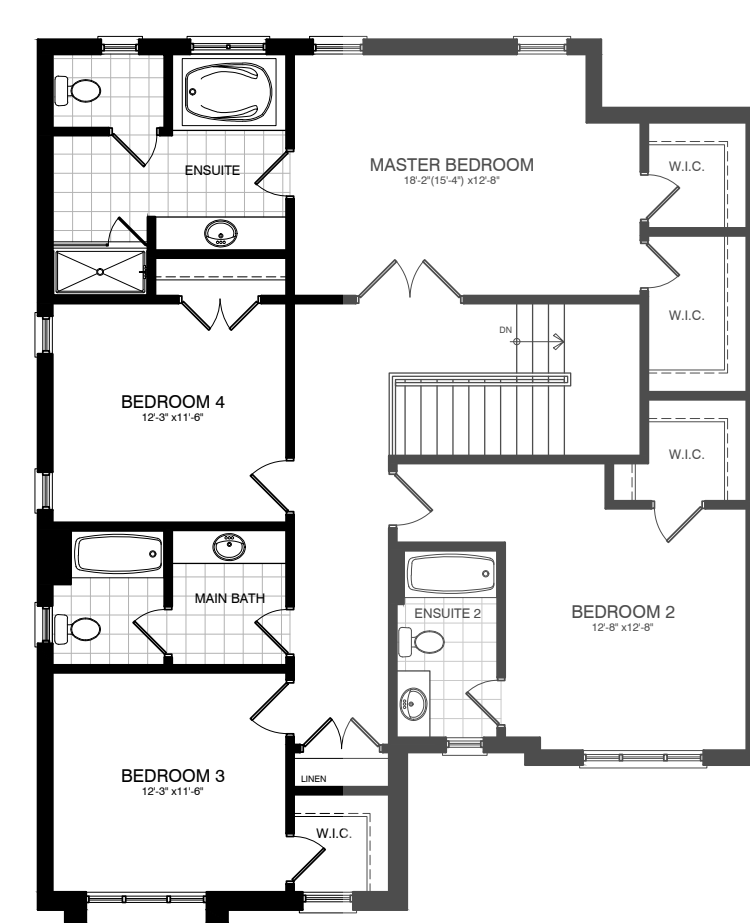 MASTER BEDROOM
18'-2"(15'-4") x12'-8"
W.I.C.
ENSUITE
W.I.C.
DN
BEDROOM 4
12'-3" x11'-6"
W.I.C.
MAIN BATH
ENSUITE 2
BEDROOM 2
12'-8" x12'-8"
BEDROOM 3
12'-3" x11'-6"
LINEN
W.I.C.